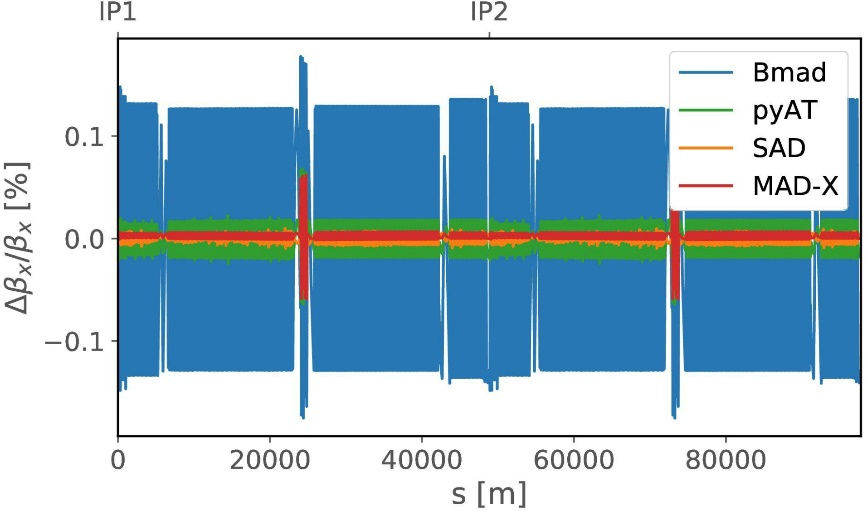 IP1 IP2
Δβx/βx [%]
0.1
0.0
−0.1
Bmad
pyAT
SAD
MAD-X
0 20000 40000 60000 80000
s [m]